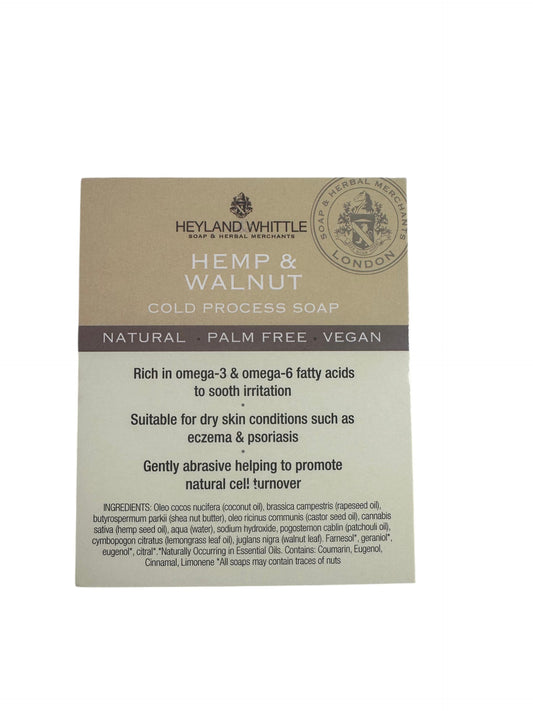 HEYLAND WHITTLE
SOAP & HERBAL MERCHANTS
SOAP & HERBAL MERCHANTS
LONDON
HEMP &
WALNUT
COLD PROCESS SOAP
NATURAL • PALM FREE • VEGAN
Rich in omega-3 & omega-6 fatty acids
to sooth irritation
•
Suitable for dry skin conditions such as
eczema & psoriasis
•
Gently abrasive helping to promote
natural cell turnover
INGREDIENTS: Oleo cocos nucifera (coconut oil), brassica campestris (rapeseed oil),
butyrospermum parkii (shea nut butter), oleo ricinus communis (castor seed oil), cannabis
sativa (hemp seed oil), aqua (water), sodium hydroxide, pogostemon cablin (patchouli oil),
cymbopogon citratus (lemongrass leaf oil), juglans nigra (walnut leaf). Farnesol*, geraniol*,
eugenol*, citral*.*Naturally Occurring in Essential Oils. Contains: Coumarin, Eugenol,
Cinnamal, Limonene *All soaps may contain traces of nuts